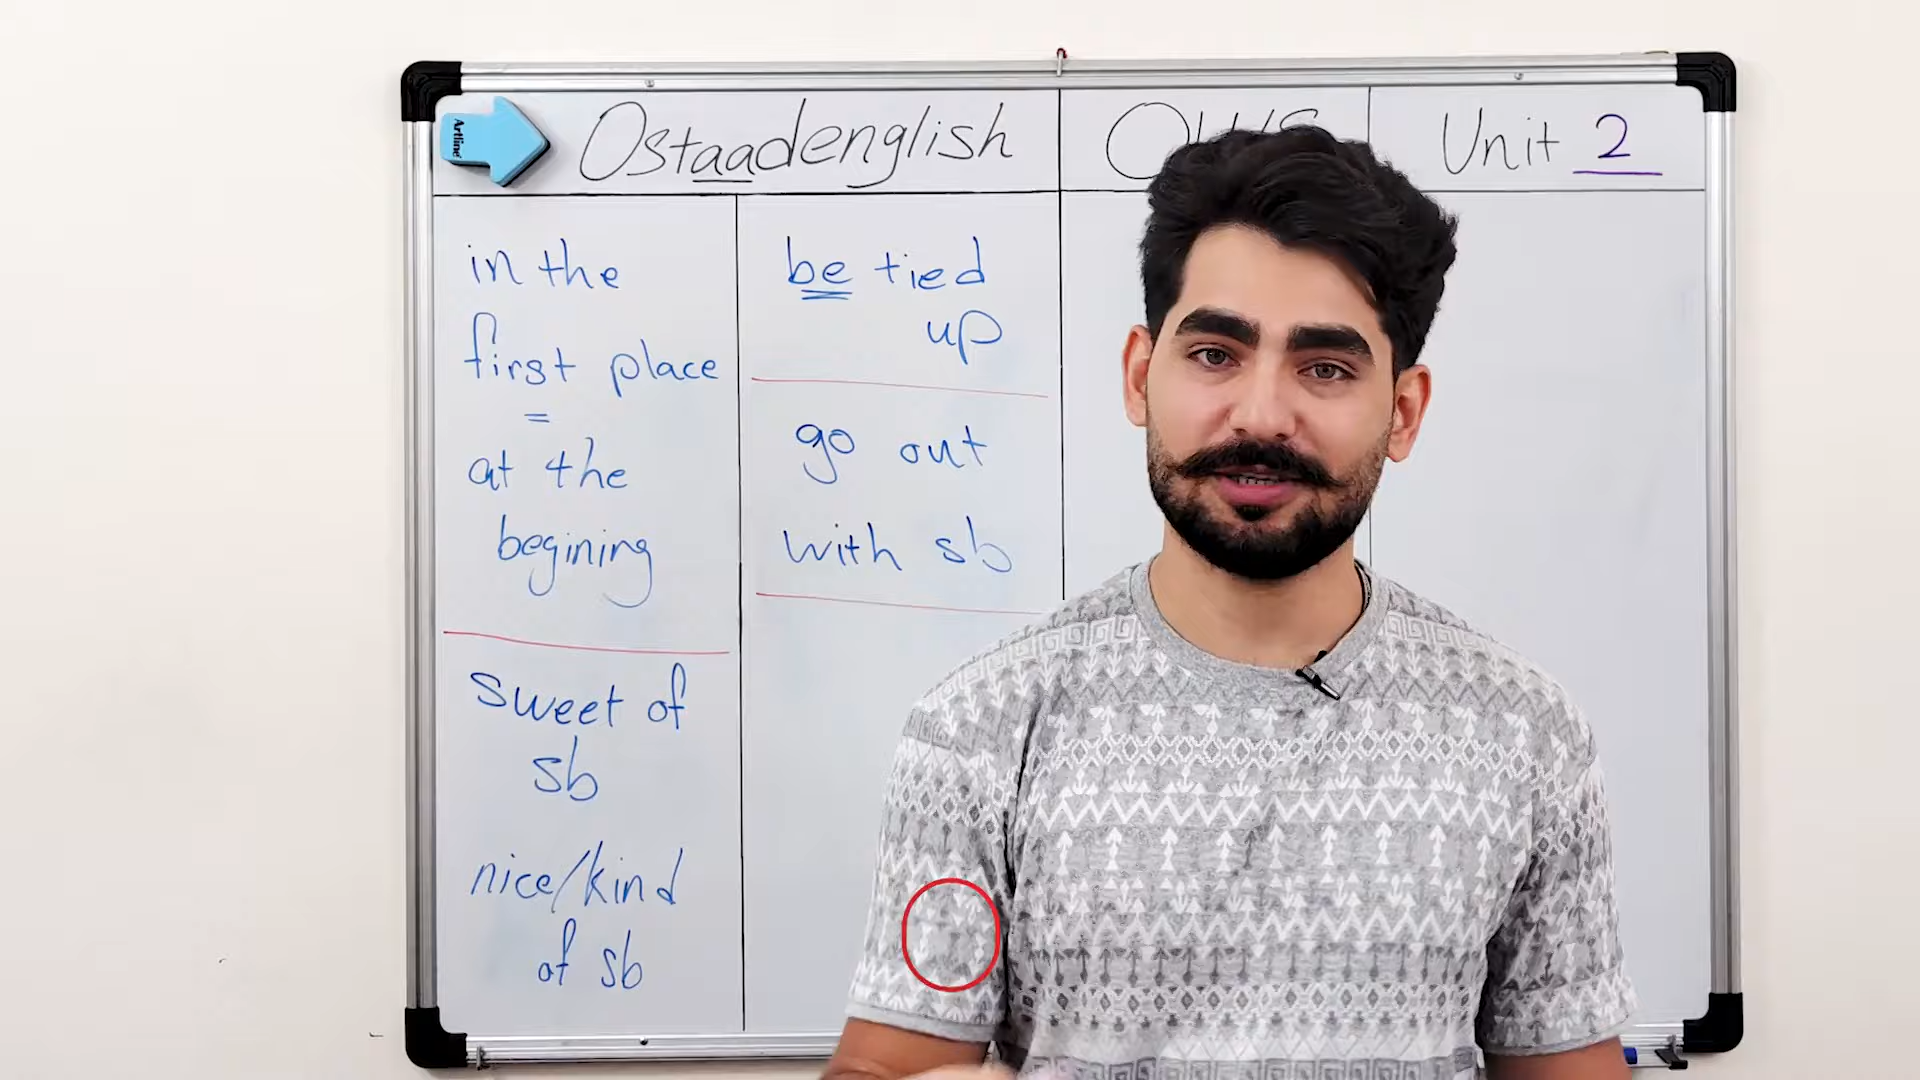 Artline
Ostaadenglish
Unit 2
in the
first place
=
at the
begining
sweet of
sb
nice/kind
of sb
be tied
up
go out
with sb